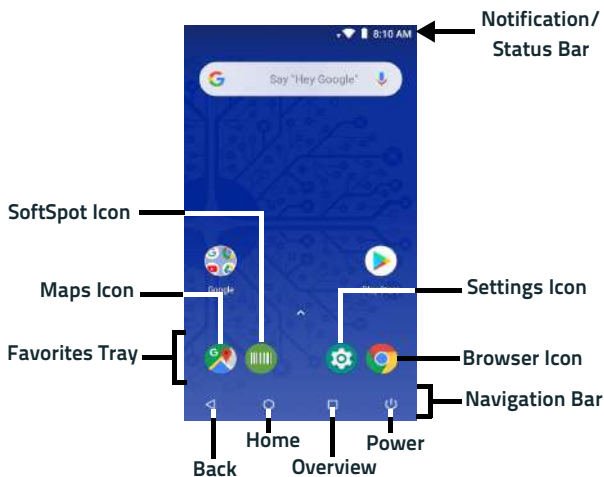 Notification/
Status Bar
8:10 AM
Say "Hey Google"
SoftSpot Icon
Google
Maps Icon
Settings Icon
Favorites Tray
Browser Icon
Navigation Bar
Home
Power
Back
Overview